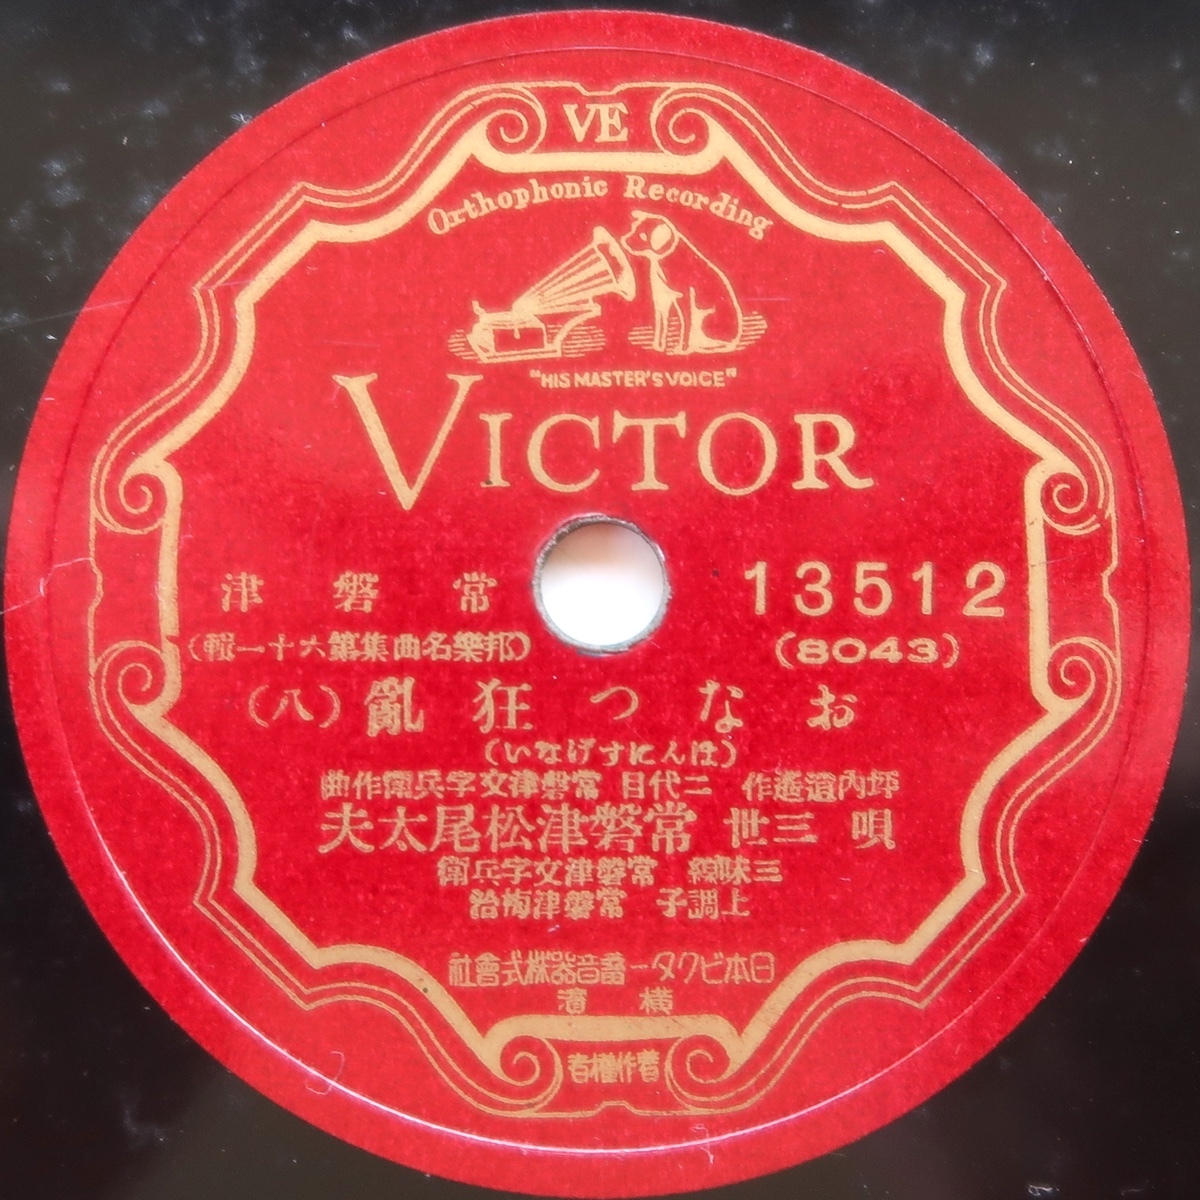 VE
Orthophonic Recording
"HIS MASTER'S VOICE"
VICTOR
常磐津
13512
(邦樂名曲集第六十一輯)
(8043)
おなつ狂亂(八)
(ほんにすげない)
坪内逍遙作 二代目 常磐津文字兵衞作曲
唄 三世 常磐津松尾太夫
三味線 常磐津文字兵衞
上調子 常磐津梅治
日本ビクター蓄音器株式會社
橫濱
著作權者